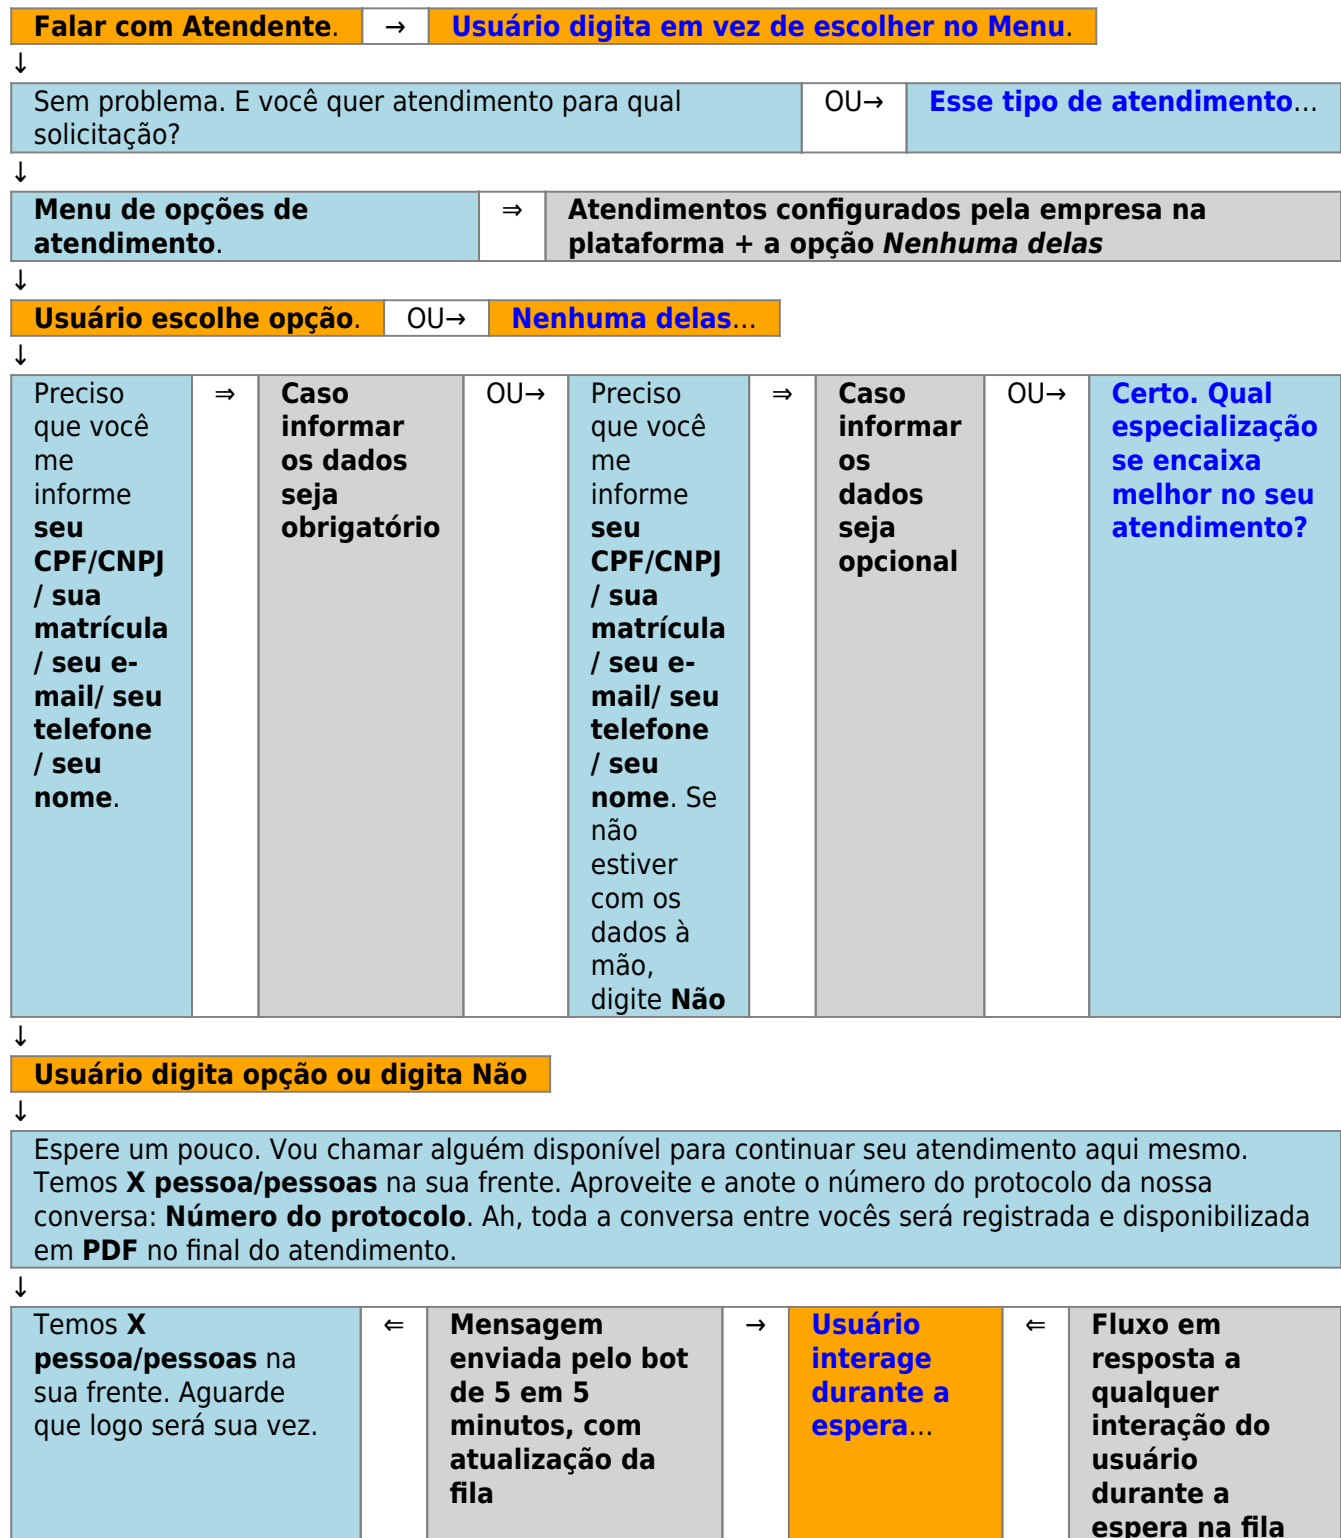 Falar com Atendente. → Usuário digita em vez de escolher no Menu.
↓
Sem problema. E você quer atendimento para qual
solicitação?
OU→
Esse tipo de atendimento...
↓
Menu de opções de
atendimento.
⇒
Atendimentos configurados pela empresa na
plataforma + a opção Nenhuma delas
↓
Usuário escolhe opção. OU→ Nenhuma delas...
↓
Preciso
que você
me
informe
seu
CPF/CNPJ
/ sua
matrícula
/ seu e-
mail/ seu
telefone
/ seu
nome.
⇒
Caso
informar
os dados
seja
obrigatório
OU→
Preciso
que você
me
informe
seu
CPF/CNPJ
/ sua
matrícula
/ seu e-
mail/ seu
telefone
/ seu
nome. Se
não
estiver
com os
dados à
mão,
digite Não
⇒
Caso
informar
os
dados
seja
opcional
OU→
Certo. Qual
especialização
se encaixa
melhor no seu
atendimento?
↓
Usuário digita opção ou digita Não
↓
Espere um pouco. Vou chamar alguém disponível para continuar seu atendimento aqui mesmo.
Temos X pessoa/pessoas na sua frente. Aproveite e anote o número do protocolo da nossa
conversa: Número do protocolo. Ah, toda a conversa entre vocês será registrada e disponibilizada
em PDF no final do atendimento.
↓
Temos X
pessoa/pessoas na
sua frente. Aguarde
que logo será sua vez.
⇐
Mensagem
enviada pelo bot
de 5 em 5
minutos, com
atualização da
fila
→
Usuário
interage
durante a
espera...
⇐
Fluxo em
resposta a
qualquer
interação do
usuário
durante a
espera na fila